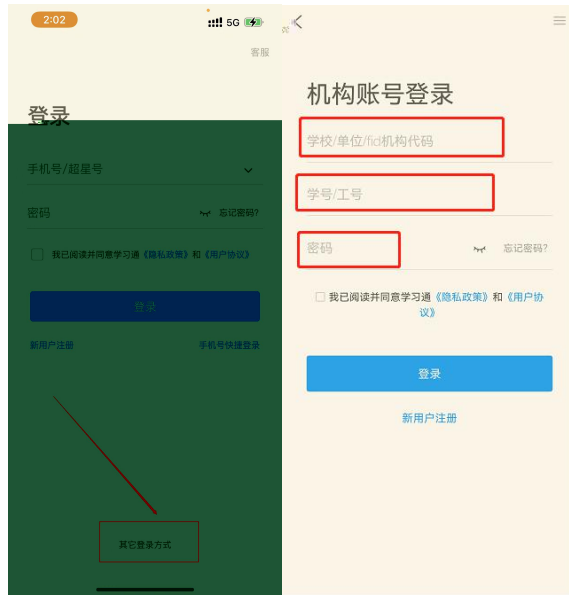 2:02
5G
客服
登录
手机号/超星号
密码
忘记密码?
我已阅读并同意学习通《隐私政策》和《用户协议》
登录
新用户注册
手机号快捷登录
其它登录方式
机构账号登录
学校/单位/fid机构代码
学号/工号
密码
忘记密码?
我已阅读并同意学习通《隐私政策》和《用户协
议》
登录
新用户注册